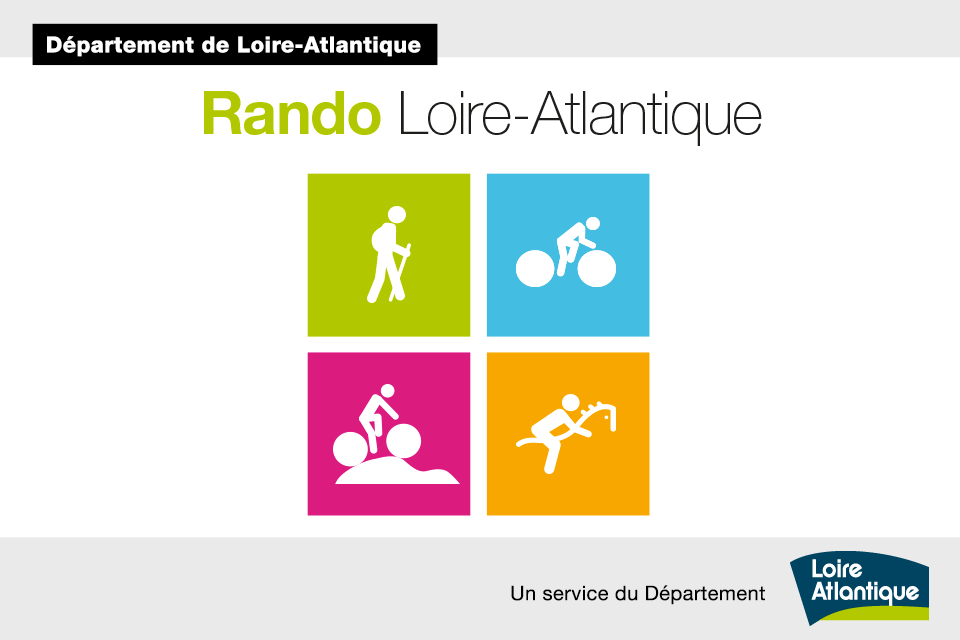 Département de Loire-Atlantique
Rando Loire-Atlantique
Un service du Département
Loire
Atlantique